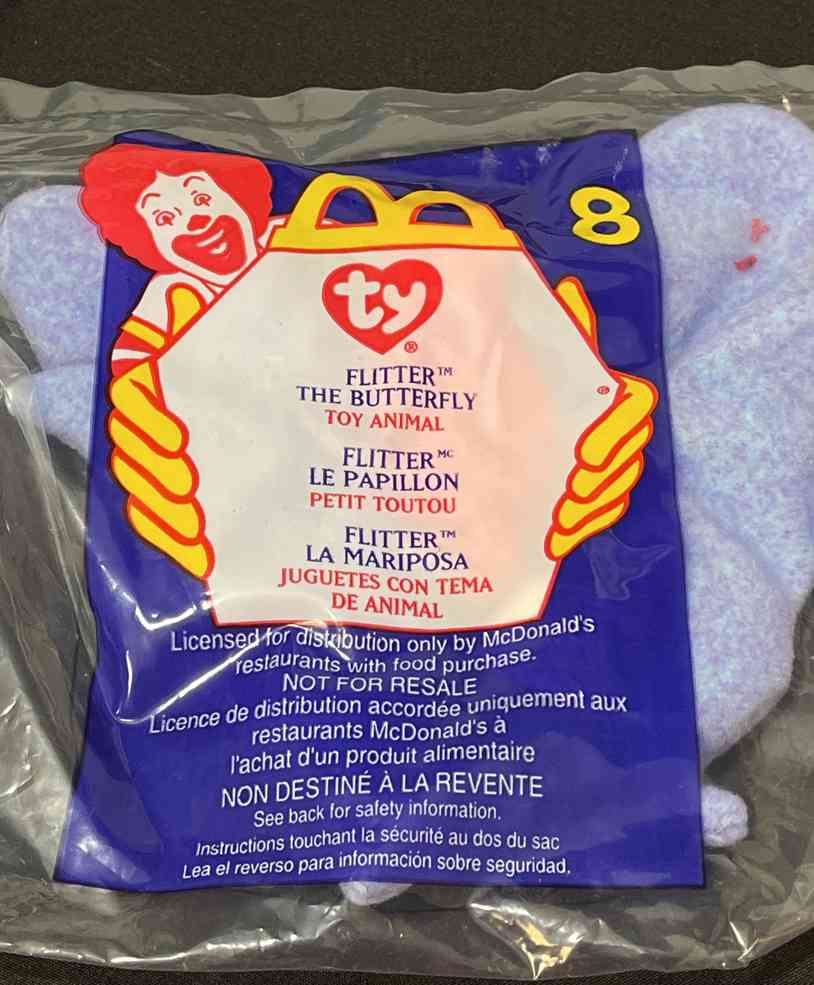 8
ty®
FLITTER™
THE BUTTERFLY
TOY ANIMAL
FLITTER MC
LE PAPILLON
PETIT TOUTOU
FLITTER™
LA MARIPOSA
JUGUETES CON TEMA
DE ANIMAL
Licensed for distribution only by McDonald's
restaurants with food purchase.
NOT FOR RESALE
Licence de distribution accordée uniquement aux
restaurants McDonald's à
l'achat d'un produit alimentaire
NON DESTINÉ À LA REVENTE
See back for safety information.
Instructions touchant la sécurité au dos du sac
Lea el reverso para información sobre seguridad.